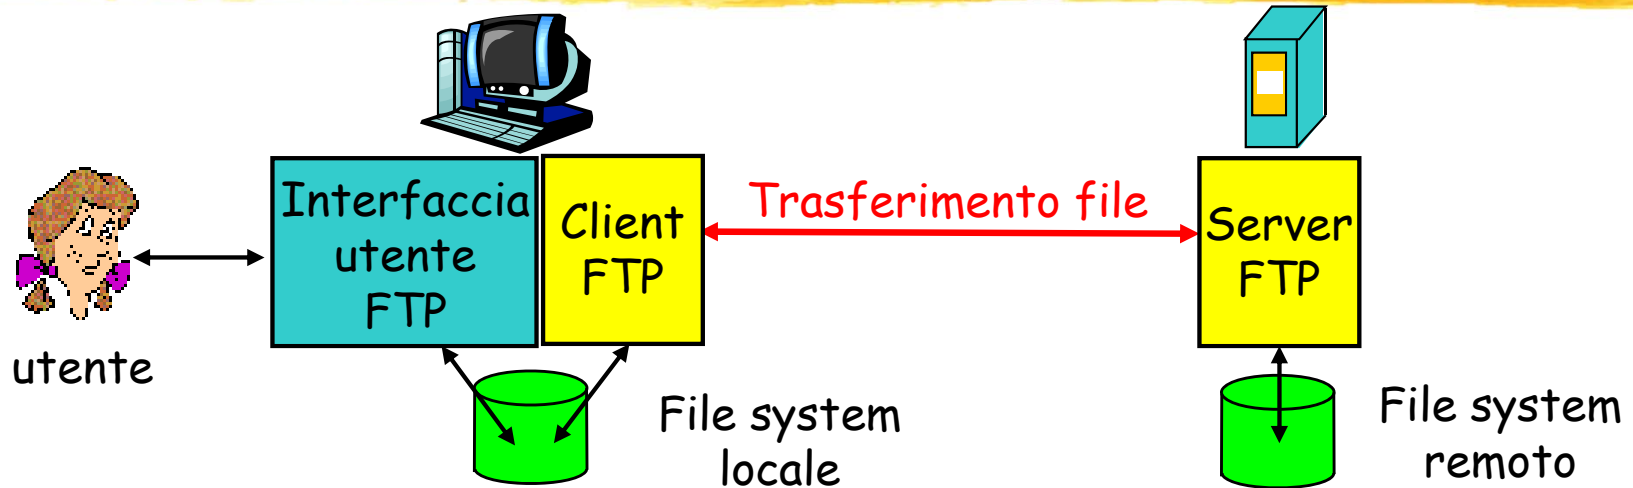 Interfaccia
utente
FTP
Client
FTP
Trasferimento file
Server
FTP
utente
File system
locale
File system
remoto